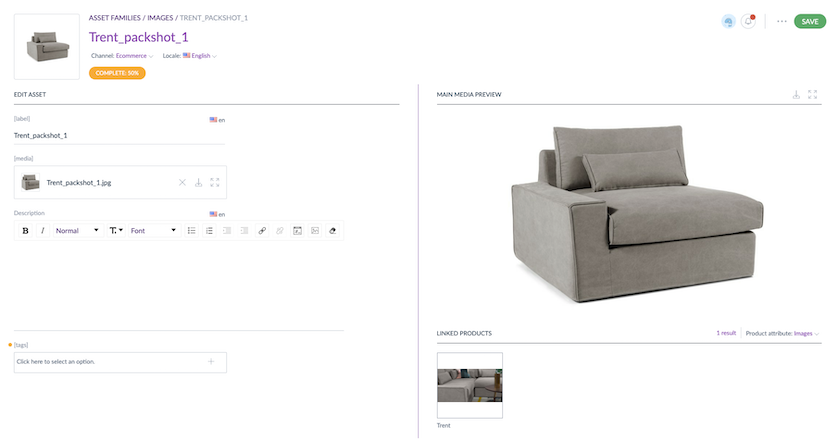 ASSET FAMILIES / IMAGES / TRENT_PACKSHOT_1
Trent_packshot_1
Channel: Ecommerce Locale: English
COMPLETE: 50%
SAVE
EDIT ASSET
[label] en
Trent_packshot_1
[media]
Trent_packshot_1.jpg
Description en
B I Normal T Font
[tags]
Click here to select an option.
MAIN MEDIA PREVIEW
LINKED PRODUCTS 1 result Product attribute: Images
Trent